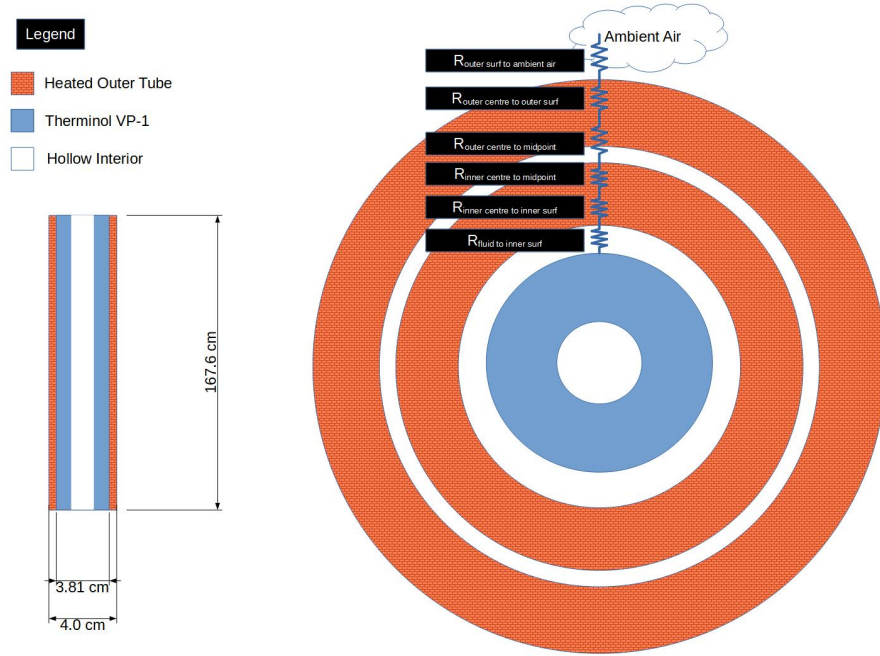 Legend
Heated Outer Tube
Therminol VP-1
Hollow Interior
167.6 cm
3.81 cm
4.0 cm
Ambient Air
Router surf to ambient air
Router centre to outer surf
Router centre to midpoint
Rinner centre to midpoint
Rinner centre to inner surf
Rfluid to inner surf